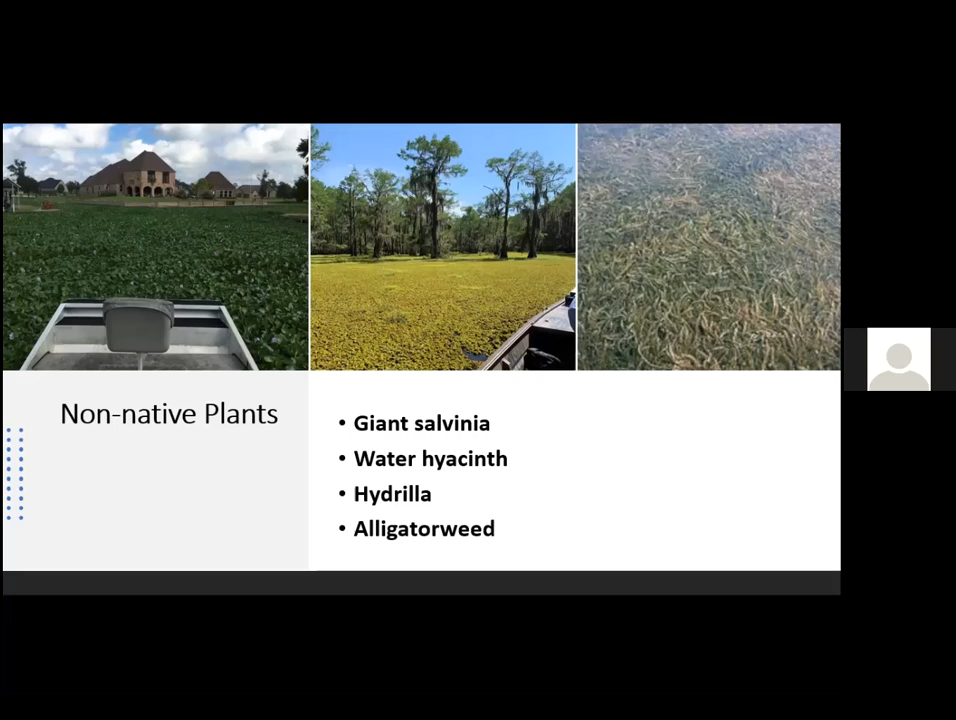 Non-native Plants
• Giant salvinia
• Water hyacinth
• Hydrilla
• Alligatorweed